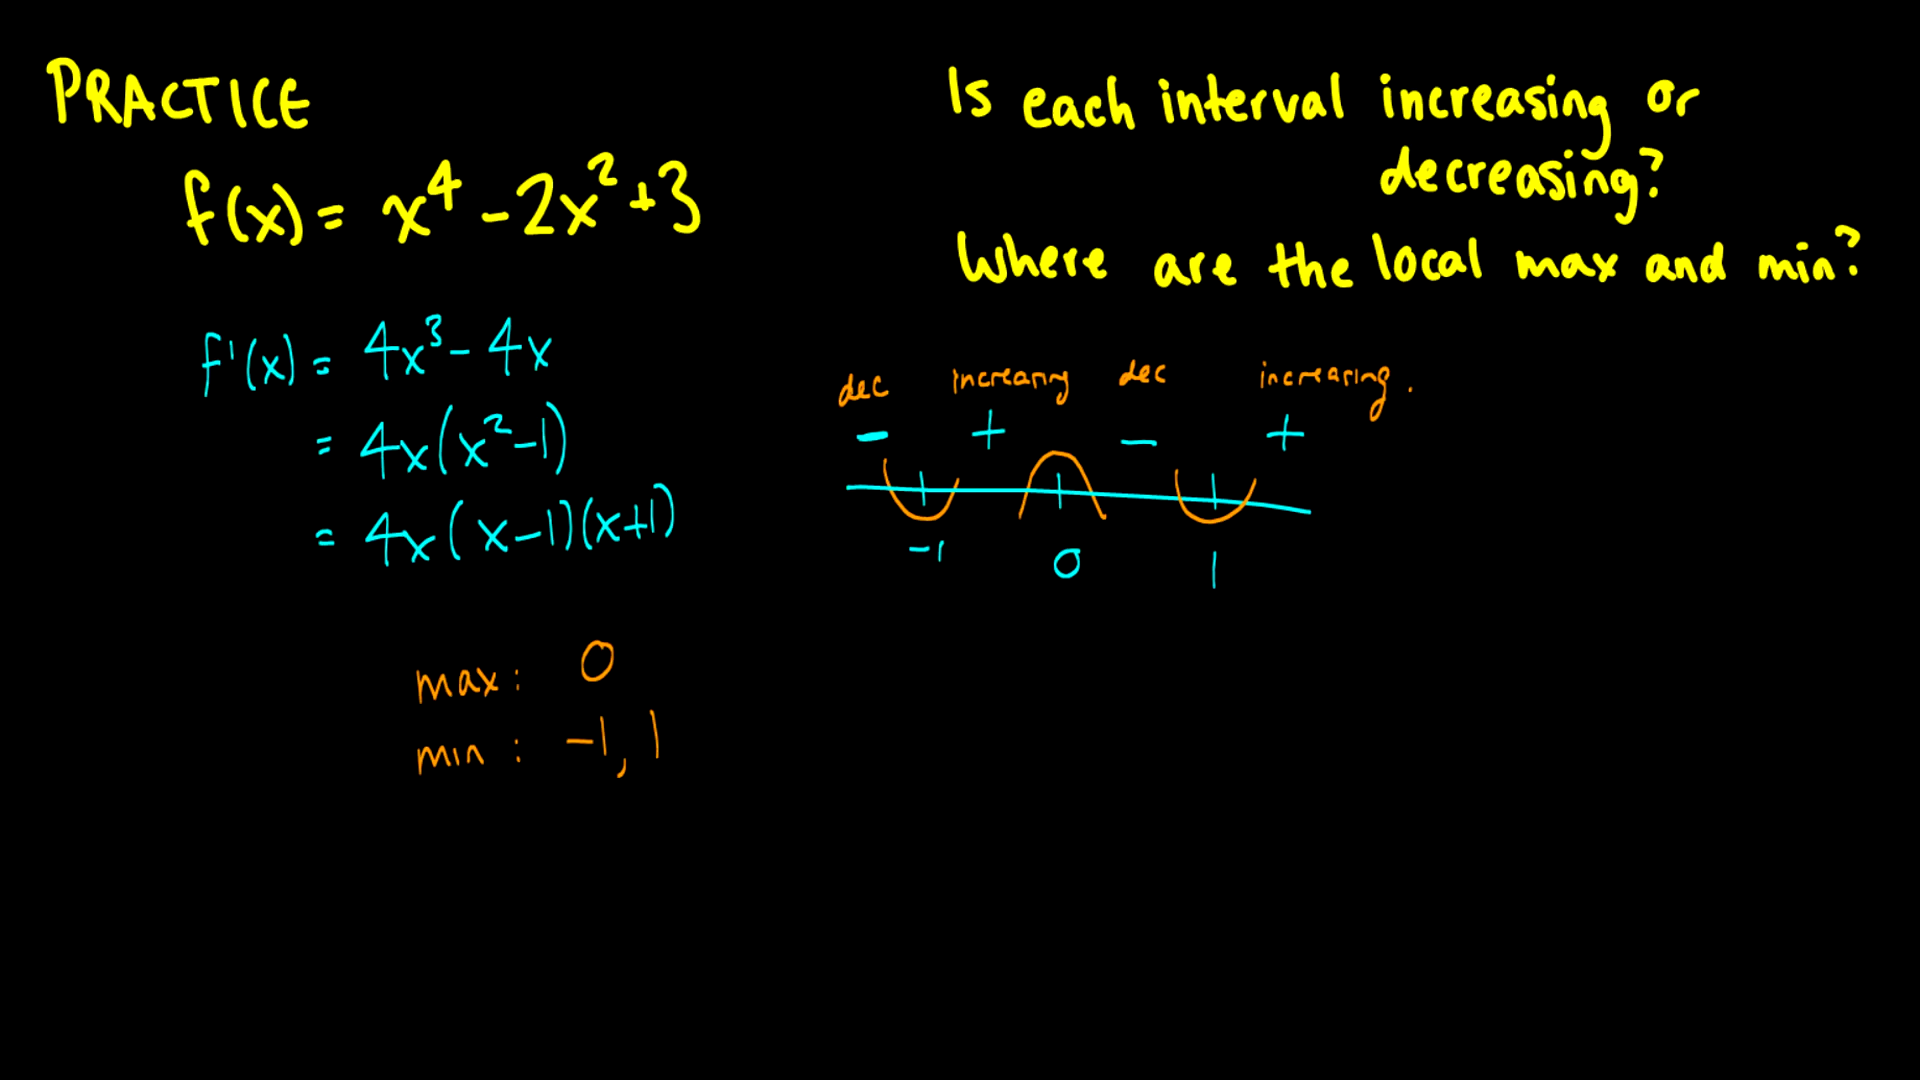 PRACTICE
f(x) = x⁴ - 2x² + 3
Is each interval increasing or
decreasing?
Where are the local max and min?
f'(x) = 4x³ - 4x
= 4x(x² - 1)
= 4x(x - 1)(x + 1)
dec increasing dec increasing.
- + - +
-1 0 1
max: 0
min: -1, 1